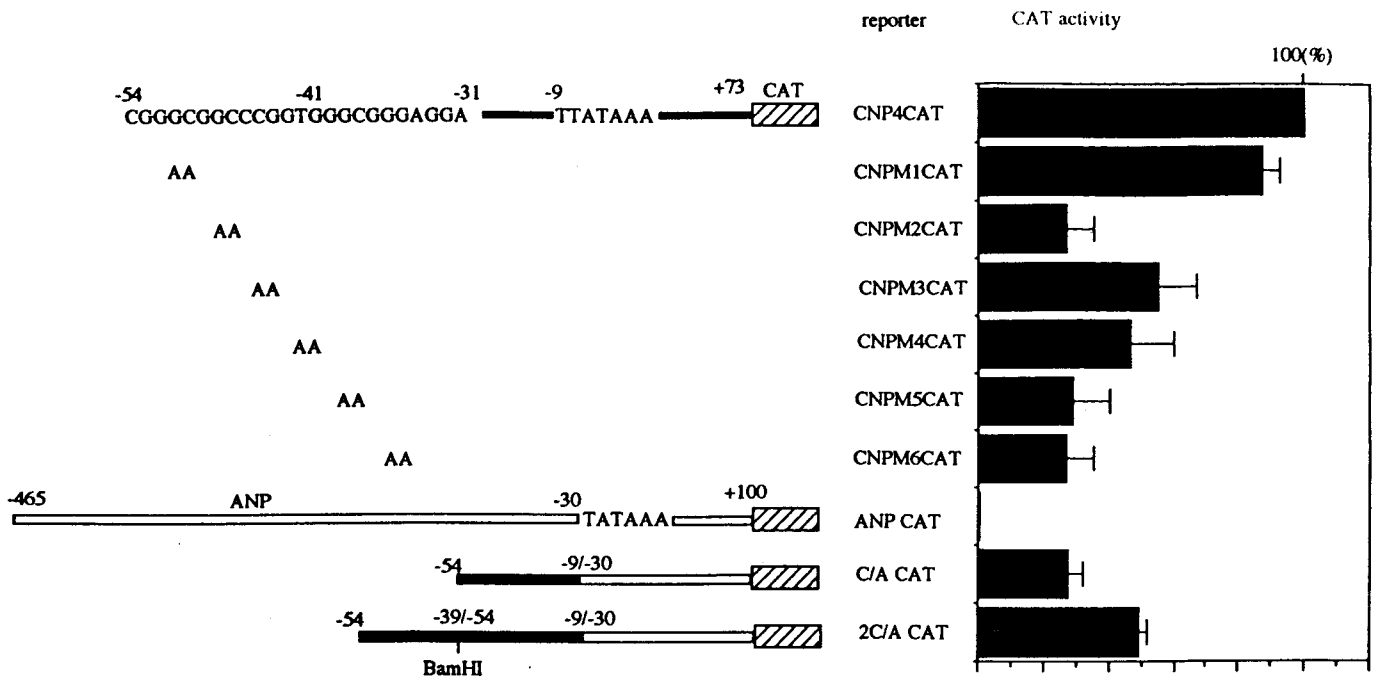 reporter CAT activity
100(%)
-54 -41 -31 -9 +73 CAT
CGGGCGGCCCGGTGGGCGGGAGGA TTATAAA CNP4CAT
AA CNPM1CAT
AA CNPM2CAT
AA CNPM3CAT
AA CNPM4CAT
AA CNPM5CAT
AA CNPM6CAT
-465 ANP -30 +100
TATAAA ANP CAT
-54 -9/-30 C/A CAT
-54 -39/-54 -9/-30 2C/A CAT
BamHI